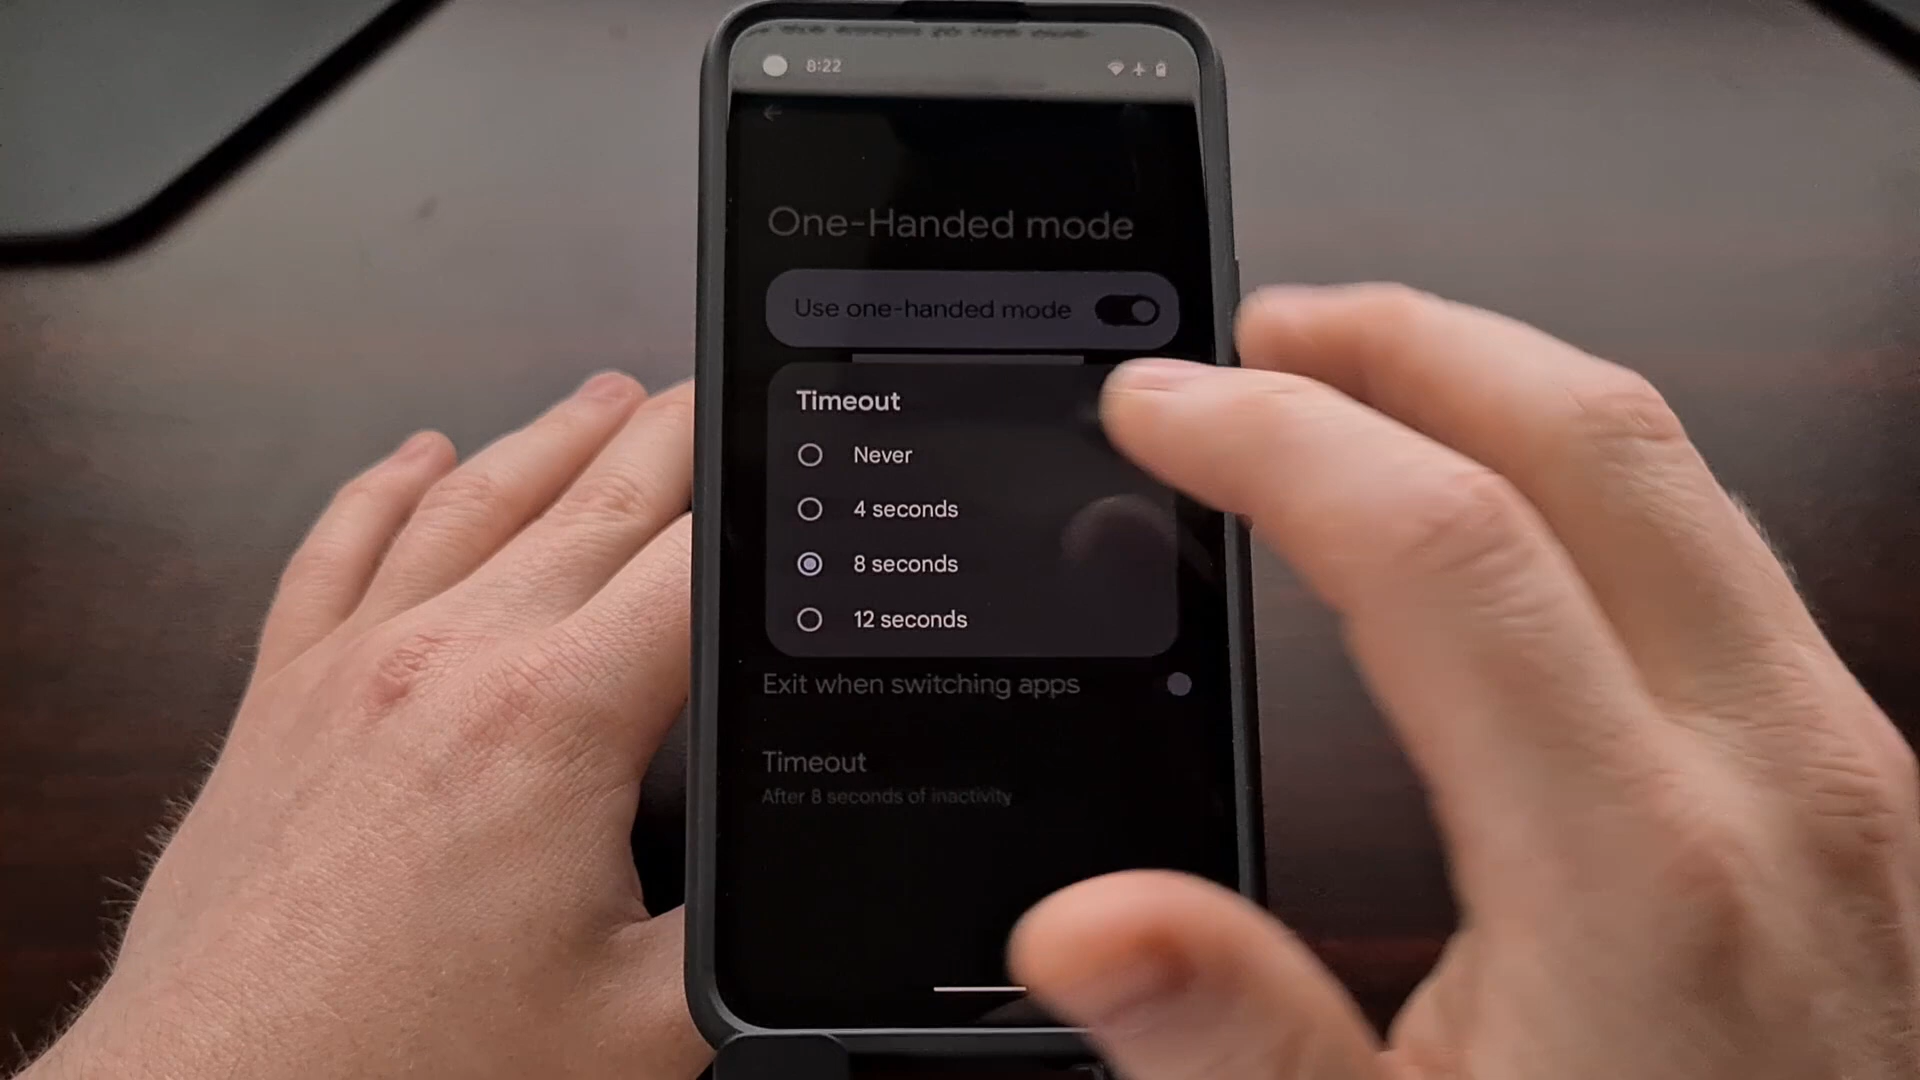 8:22
One-Handed mode
Use one-handed mode
Timeout
Never
4 seconds
8 seconds
12 seconds
Exit when switching apps
Timeout
After 8 seconds of inactivity